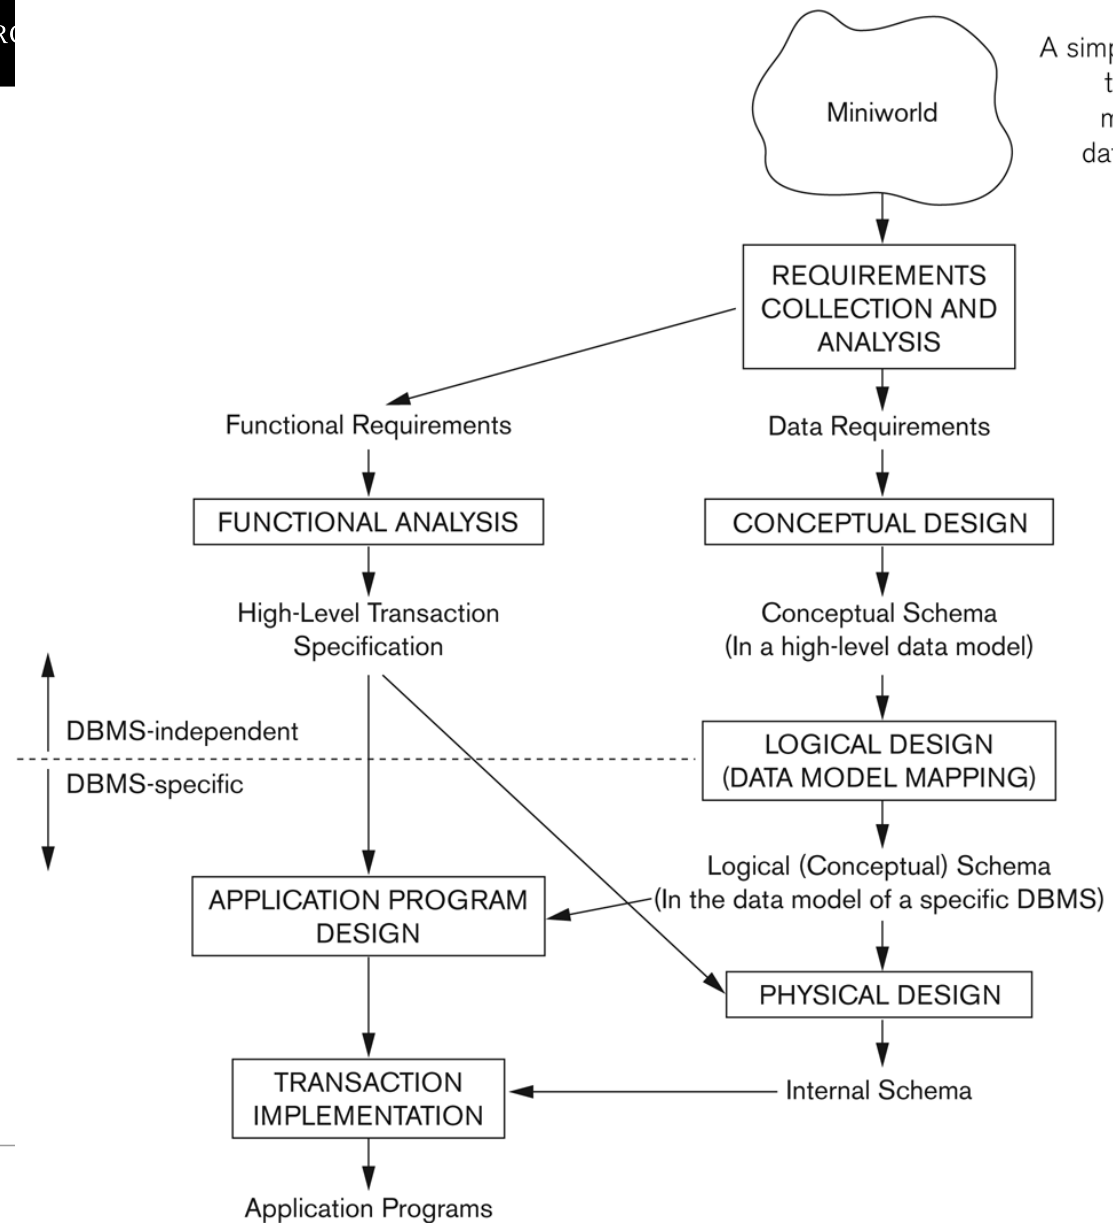 A simp
t
m
dat
Miniworld
REQUIREMENTS
COLLECTION AND
ANALYSIS
Functional Requirements
Data Requirements
FUNCTIONAL ANALYSIS
CONCEPTUAL DESIGN
High-Level Transaction
Specification
Conceptual Schema
(In a high-level data model)
DBMS-independent
DBMS-specific
LOGICAL DESIGN
(DATA MODEL MAPPING)
Logical (Conceptual) Schema
(In the data model of a specific DBMS)
APPLICATION PROGRAM
DESIGN
PHYSICAL DESIGN
TRANSACTION
IMPLEMENTATION
Internal Schema
Application Programs